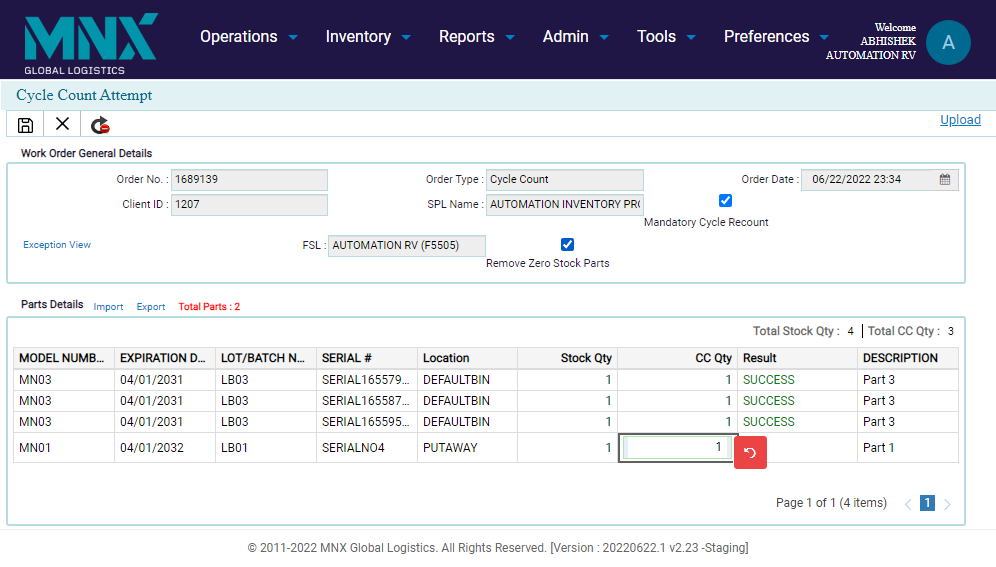 MNX
GLOBAL LOGISTICS
Operations Inventory Reports Admin Tools Preferences
Welcome
ABHISHEK
AUTOMATION RV
A
Cycle Count Attempt
Upload
Work Order General Details
Order No. : 1689139 Order Type : Cycle Count Order Date : 06/22/2022 23:34
Client ID : 1207 SPL Name : AUTOMATION INVENTORY PRO
Mandatory Cycle Recount
Exception View FSL : AUTOMATION RV (F5505)
Remove Zero Stock Parts
Parts Details Import Export Total Parts : 2
Total Stock Qty : 4 Total CC Qty : 3
MODEL NUMB... EXPIRATION D... LOT/BATCH N... SERIAL # Location Stock Qty CC Qty Result DESCRIPTION
MN03 04/01/2031 LB03 SERIAL165579... DEFAULTBIN 1 1 SUCCESS Part 3
MN03 04/01/2031 LB03 SERIAL165587... DEFAULTBIN 1 1 SUCCESS Part 3
MN03 04/01/2031 LB03 SERIAL165595... DEFAULTBIN 1 1 SUCCESS Part 3
MN01 04/01/2032 LB01 SERIALNO4 PUTAWAY 1 1 Part 1
Page 1 of 1 (4 items) 1
© 2011-2022 MNX Global Logistics. All Rights Reserved. [Version : 20220622.1 v2.23 -Staging]